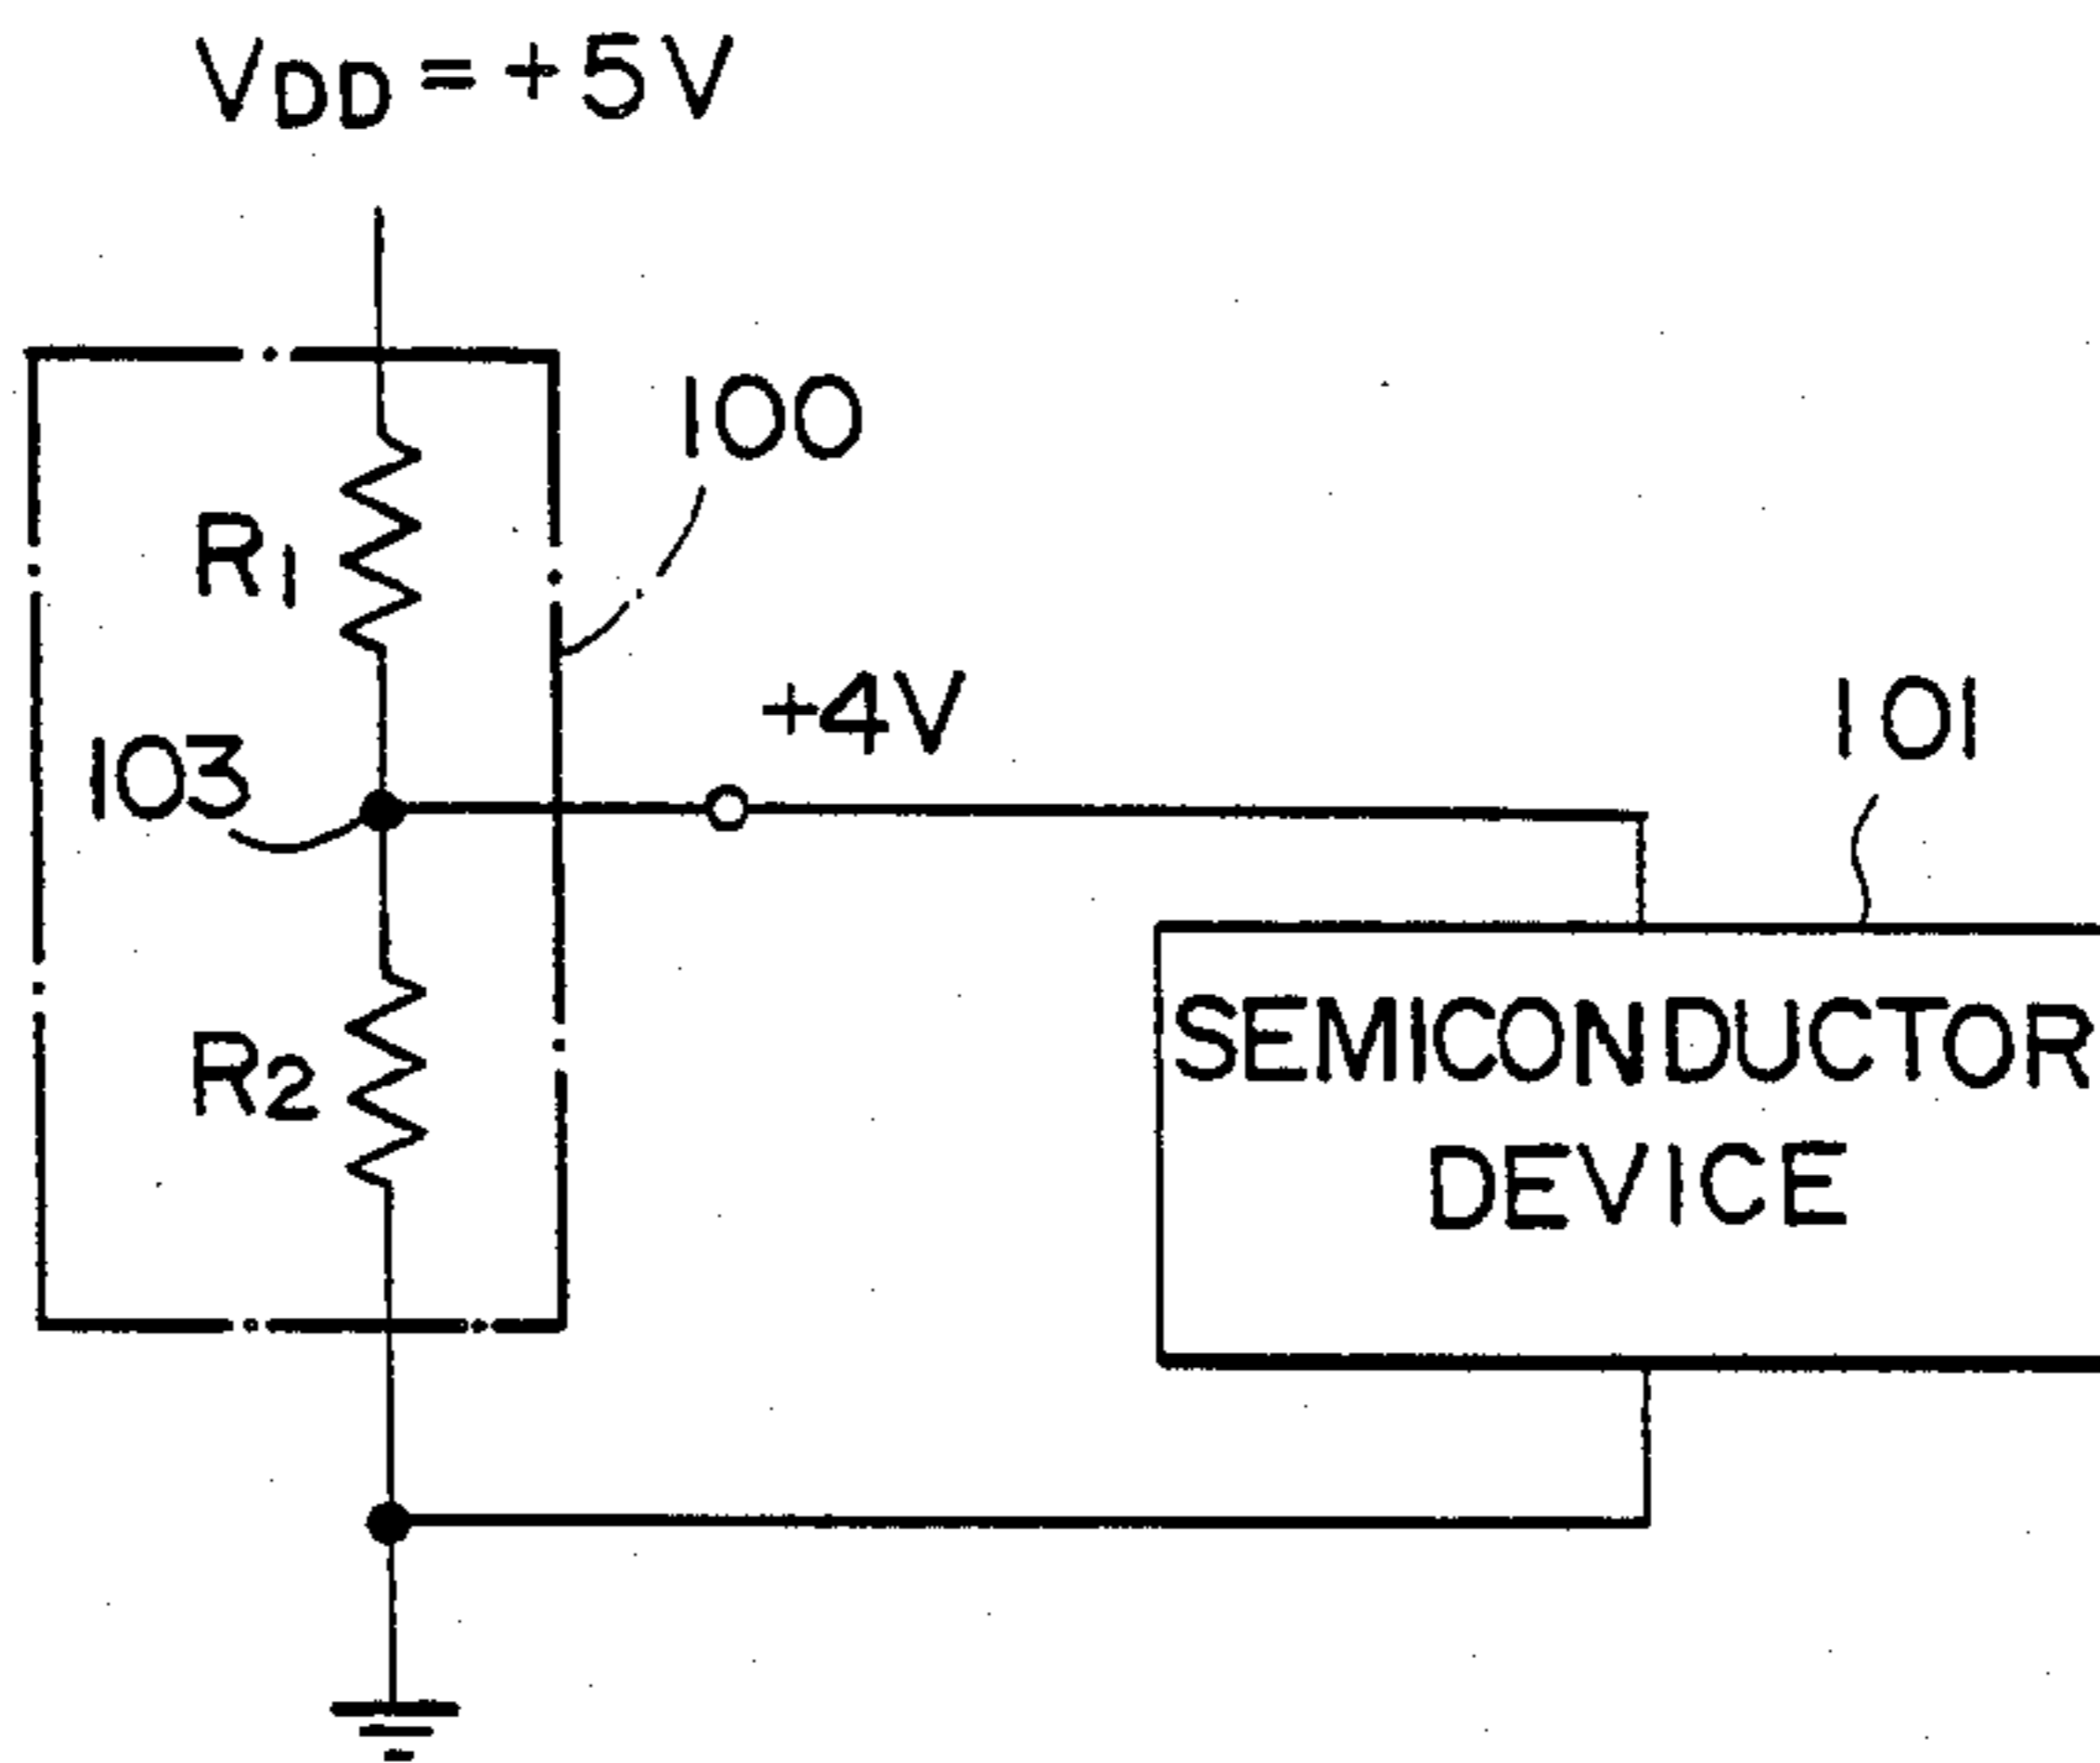 VDD = +5V
100
R1
+4V
101
103
SEMICONDUCTOR
DEVICE
R2